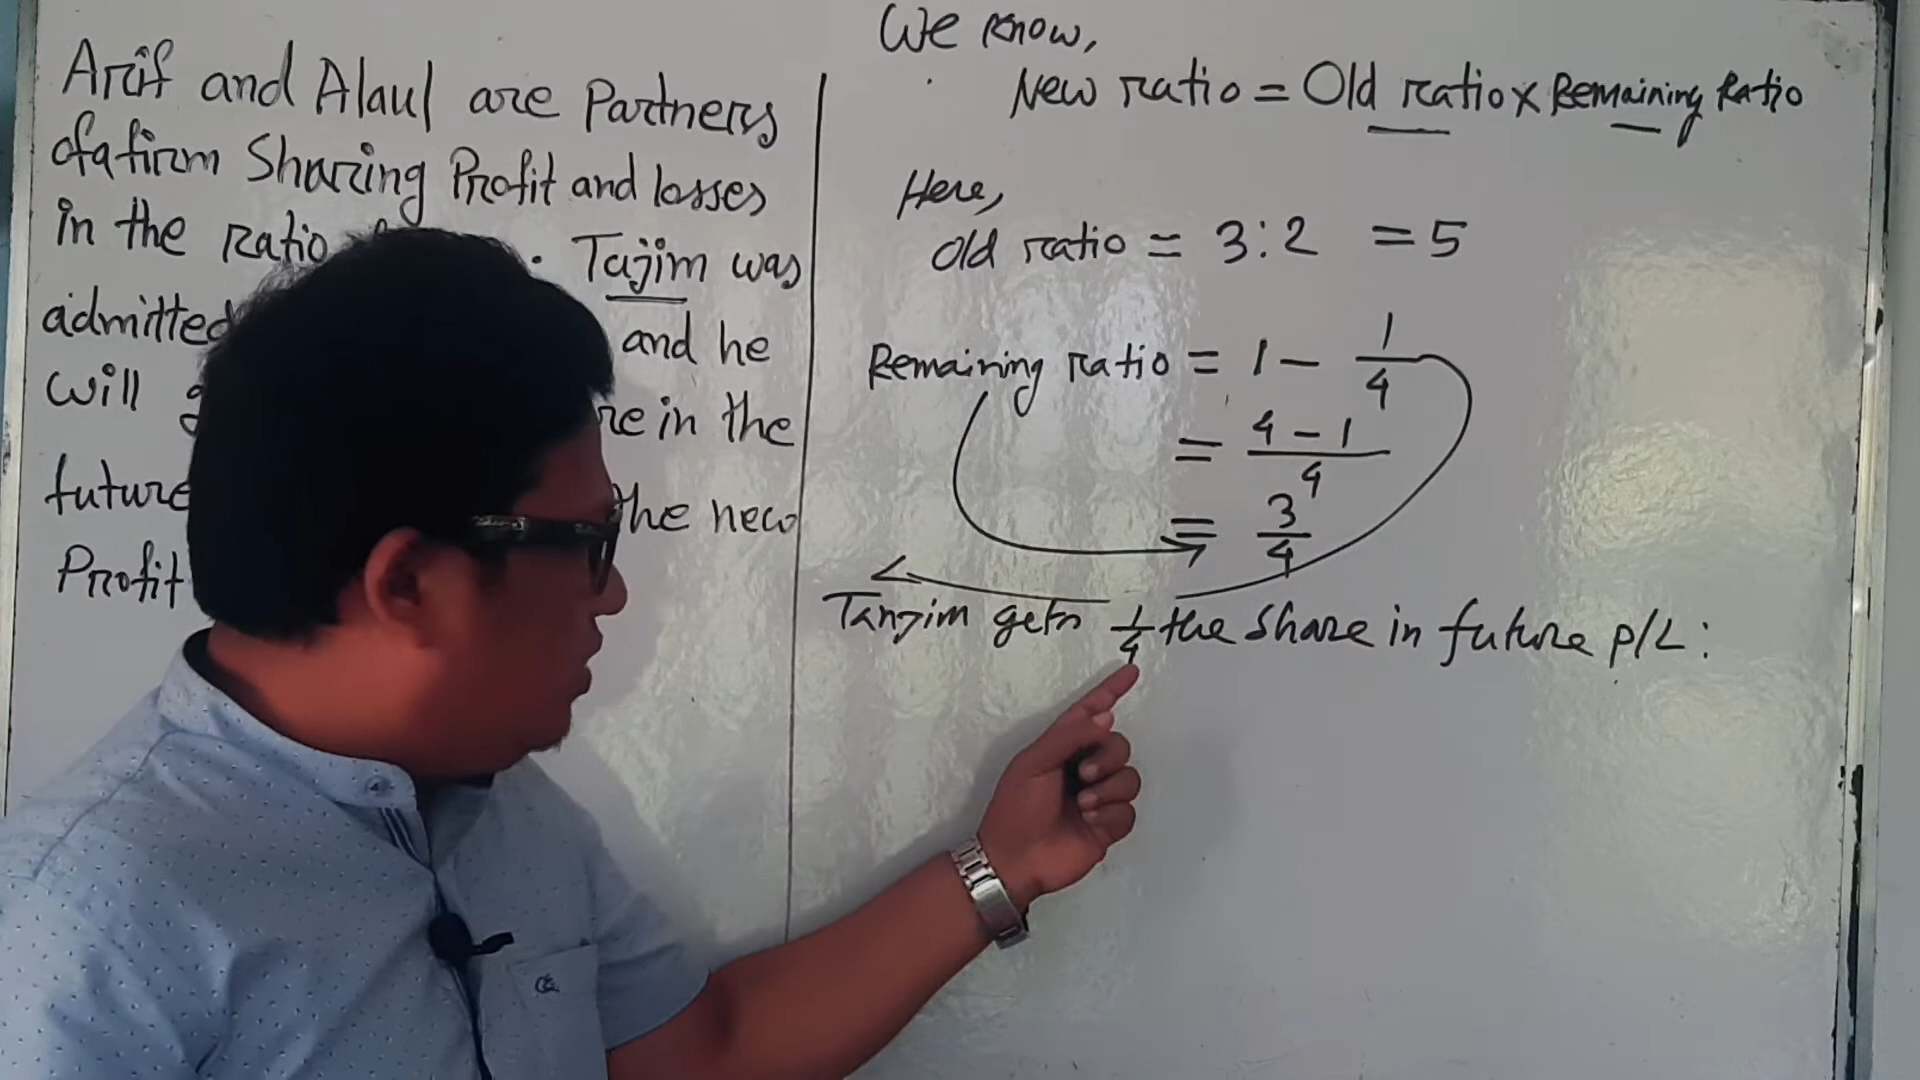 Arif and Alaul are Partners
of a firm Sharing Profit and losses
in the ratio . Tajim was
admitted and he
will in the
future the new
Profit
We know,
New ratio = Old ratio x Remaining Ratio
Here,
Old ratio = 3:2 = 5
Remaining ratio = 1 - 1/4
= 4-1/4
= 3/4
Tanjim gets 1/4 the Share in future P/L: